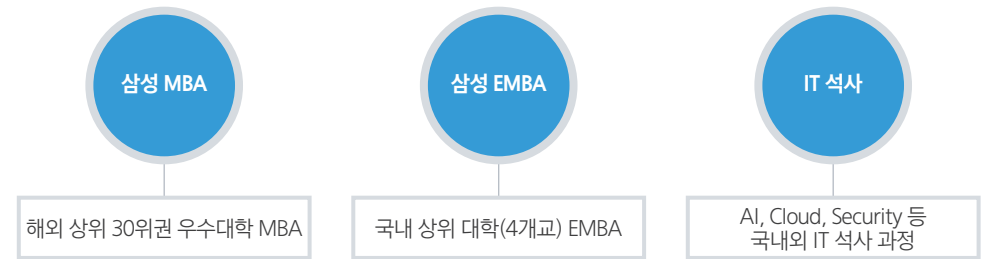 삼성 MBA
삼성 EMBA
IT 석사
해외 상위 30위권 우수대학 MBA
국내 상위 대학(4개교) EMBA
AI, Cloud, Security 등
국내외 IT 석사 과정